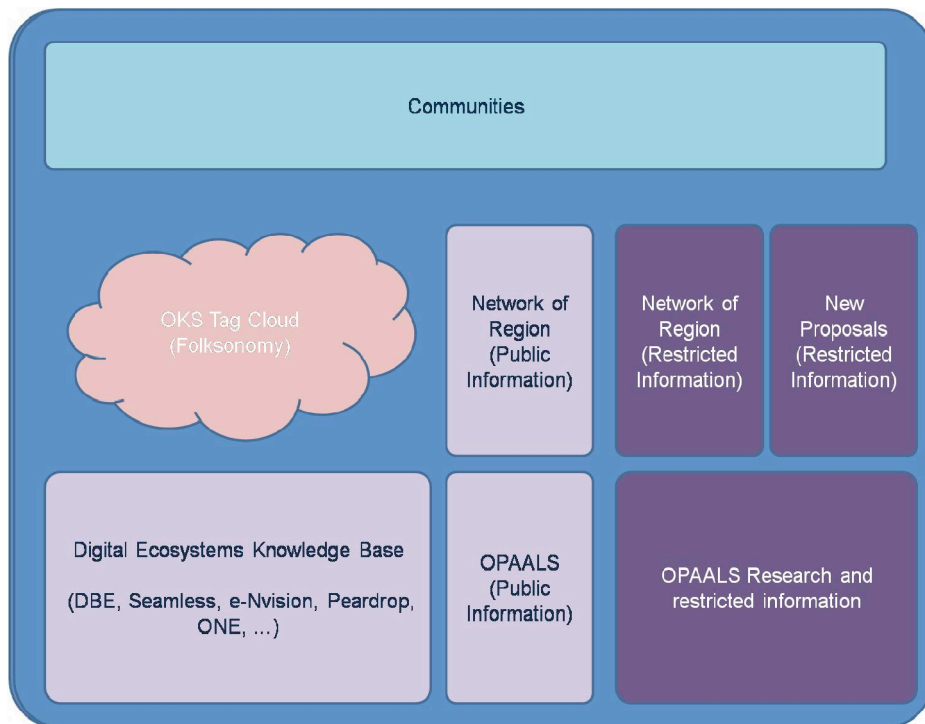 Communities
OKS Tag Cloud
(Folksonomy)
Network of
Region
(Public
Information)
Network of
Region
(Restricted
Information)
New
Proposals
(Restricted
Information)
Digital Ecosystems Knowledge Base
(DBE, Seamless, e-Nvision, Peardrop,
ONE, ...)
OPAALS
(Public
Information)
OPAALS Research and
restricted information